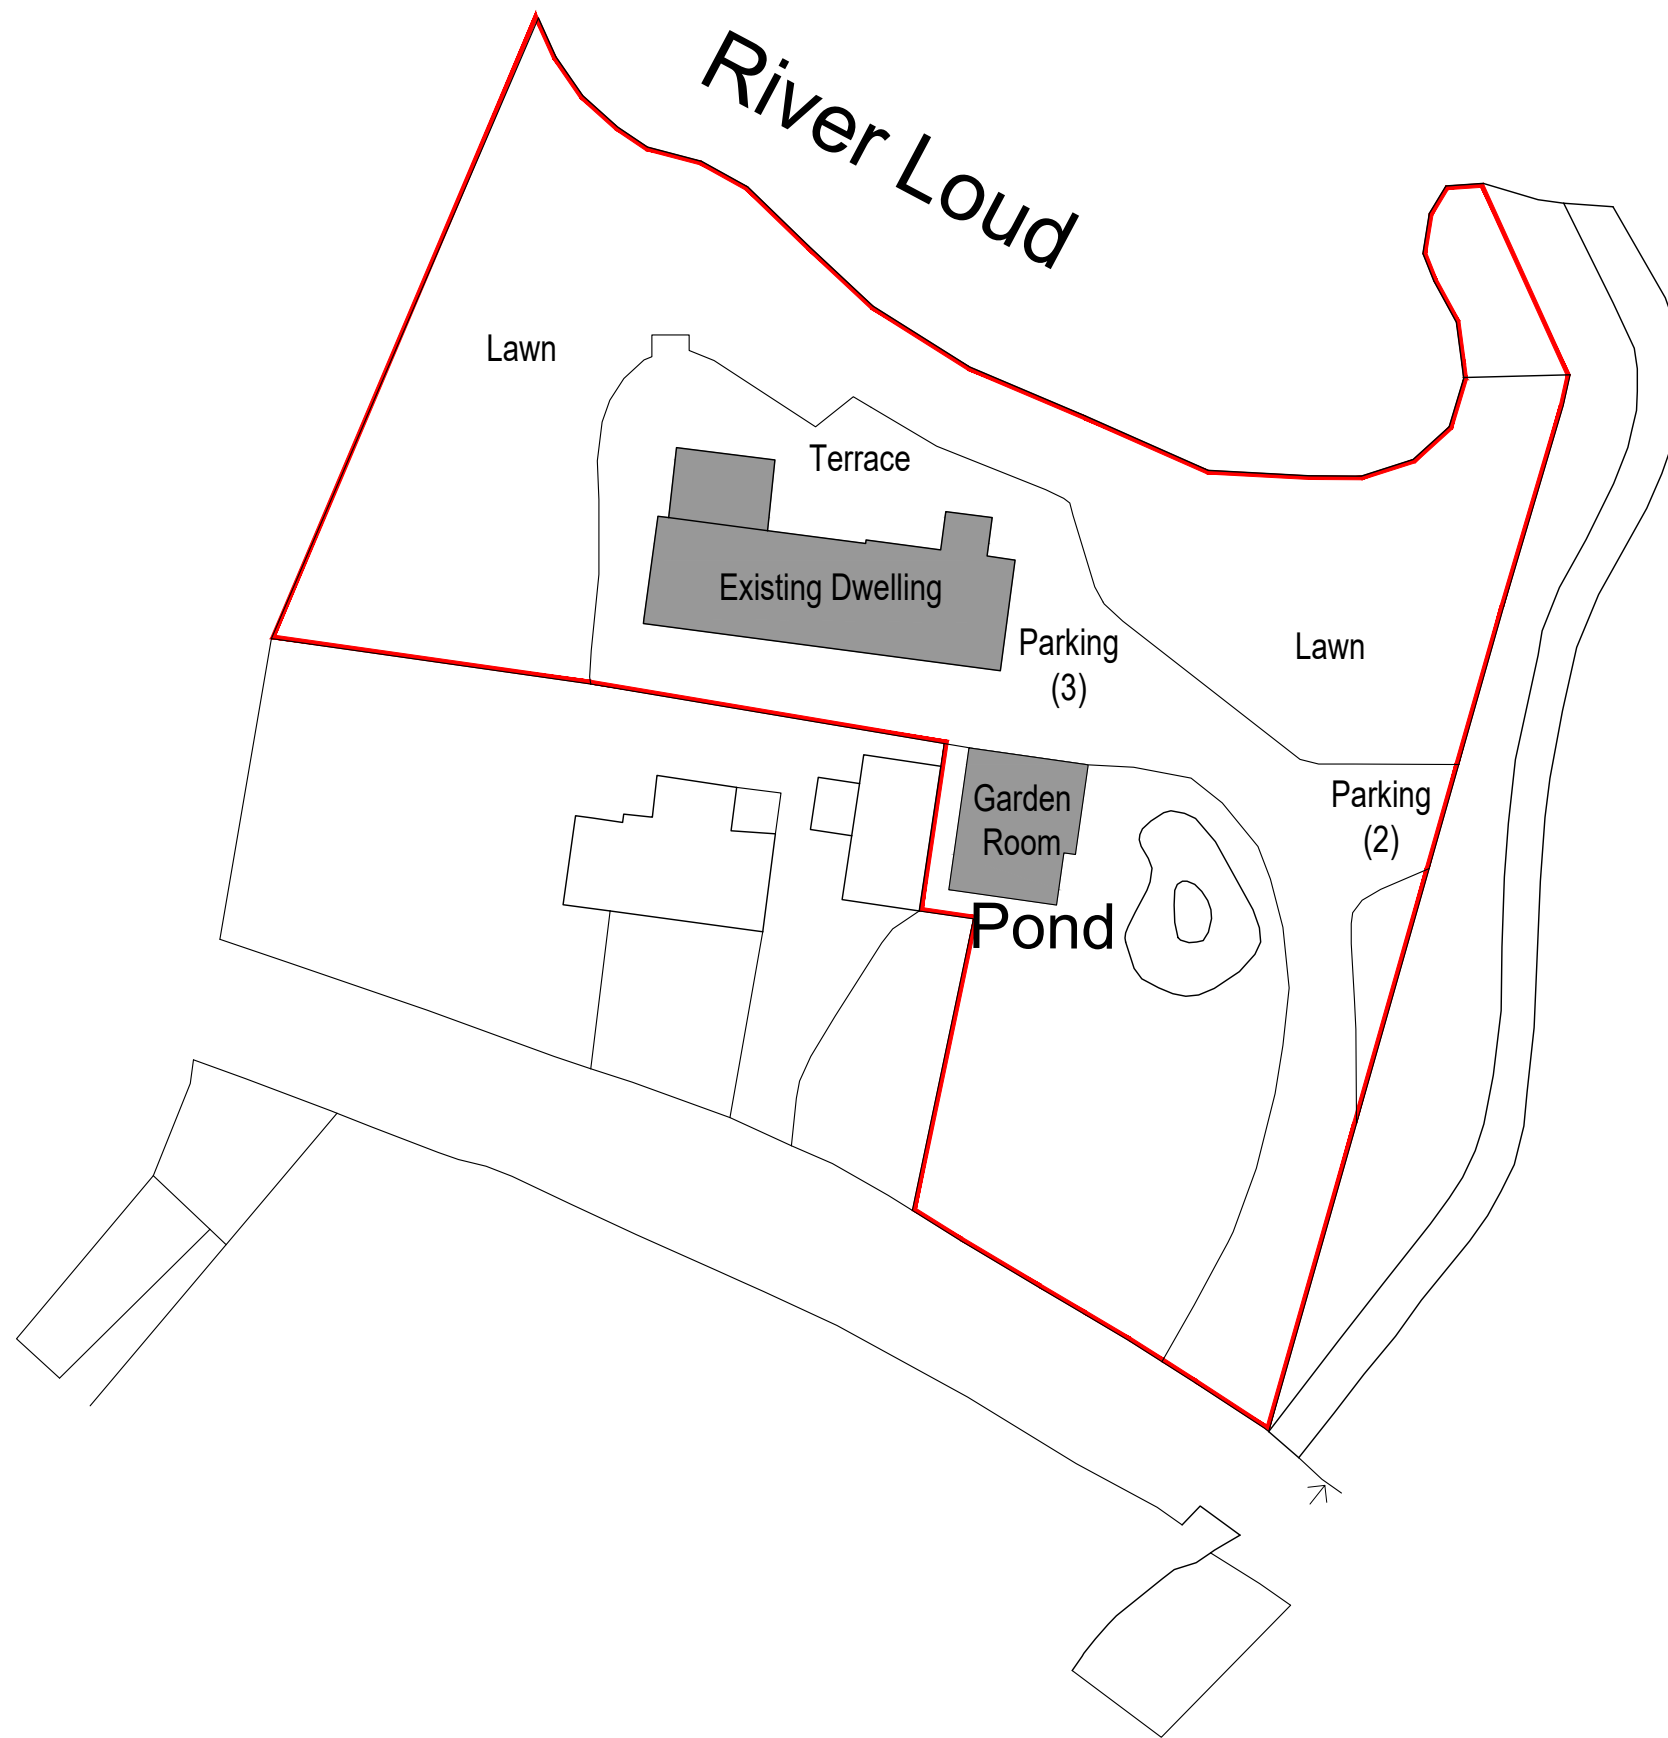 River Loud
Lawn
Terrace
Existing Dwelling
Parking
(3)
Lawn
Garden
Room
Parking
(2)
Pond